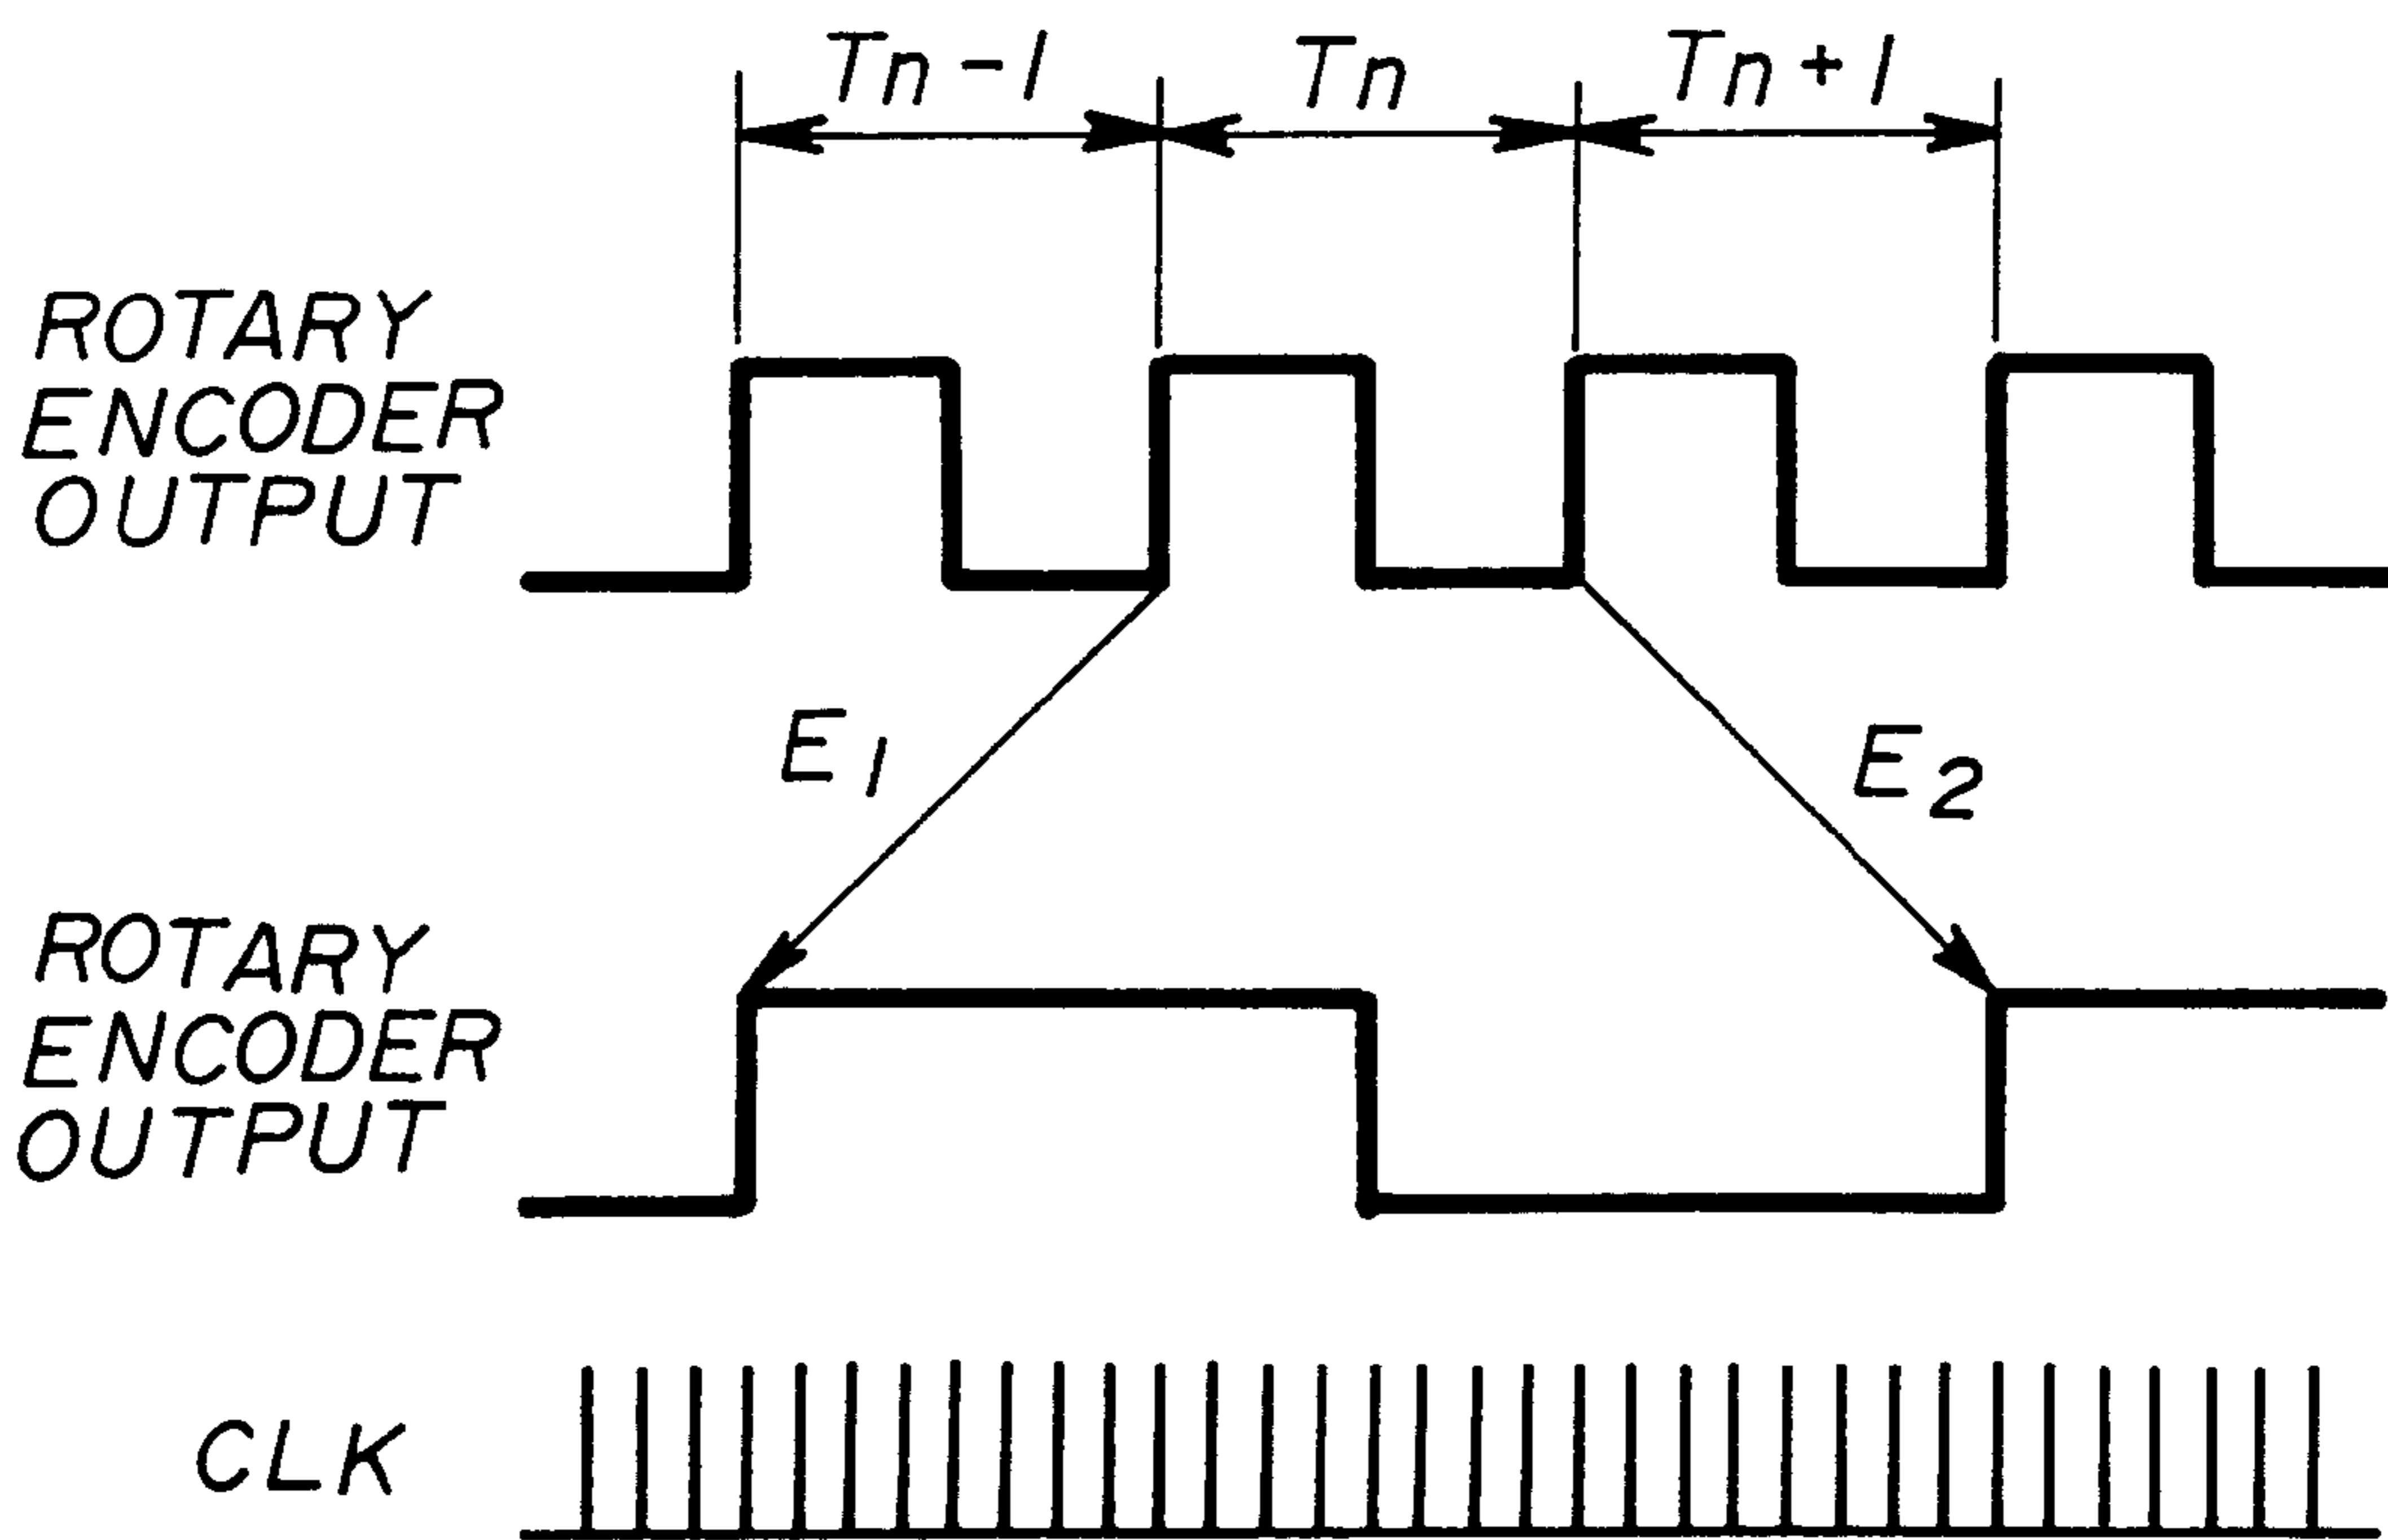 Tn-1 Tn Tn+1
ROTARY
ENCODER
OUTPUT
E1 E2
ROTARY
ENCODER
OUTPUT
CLK